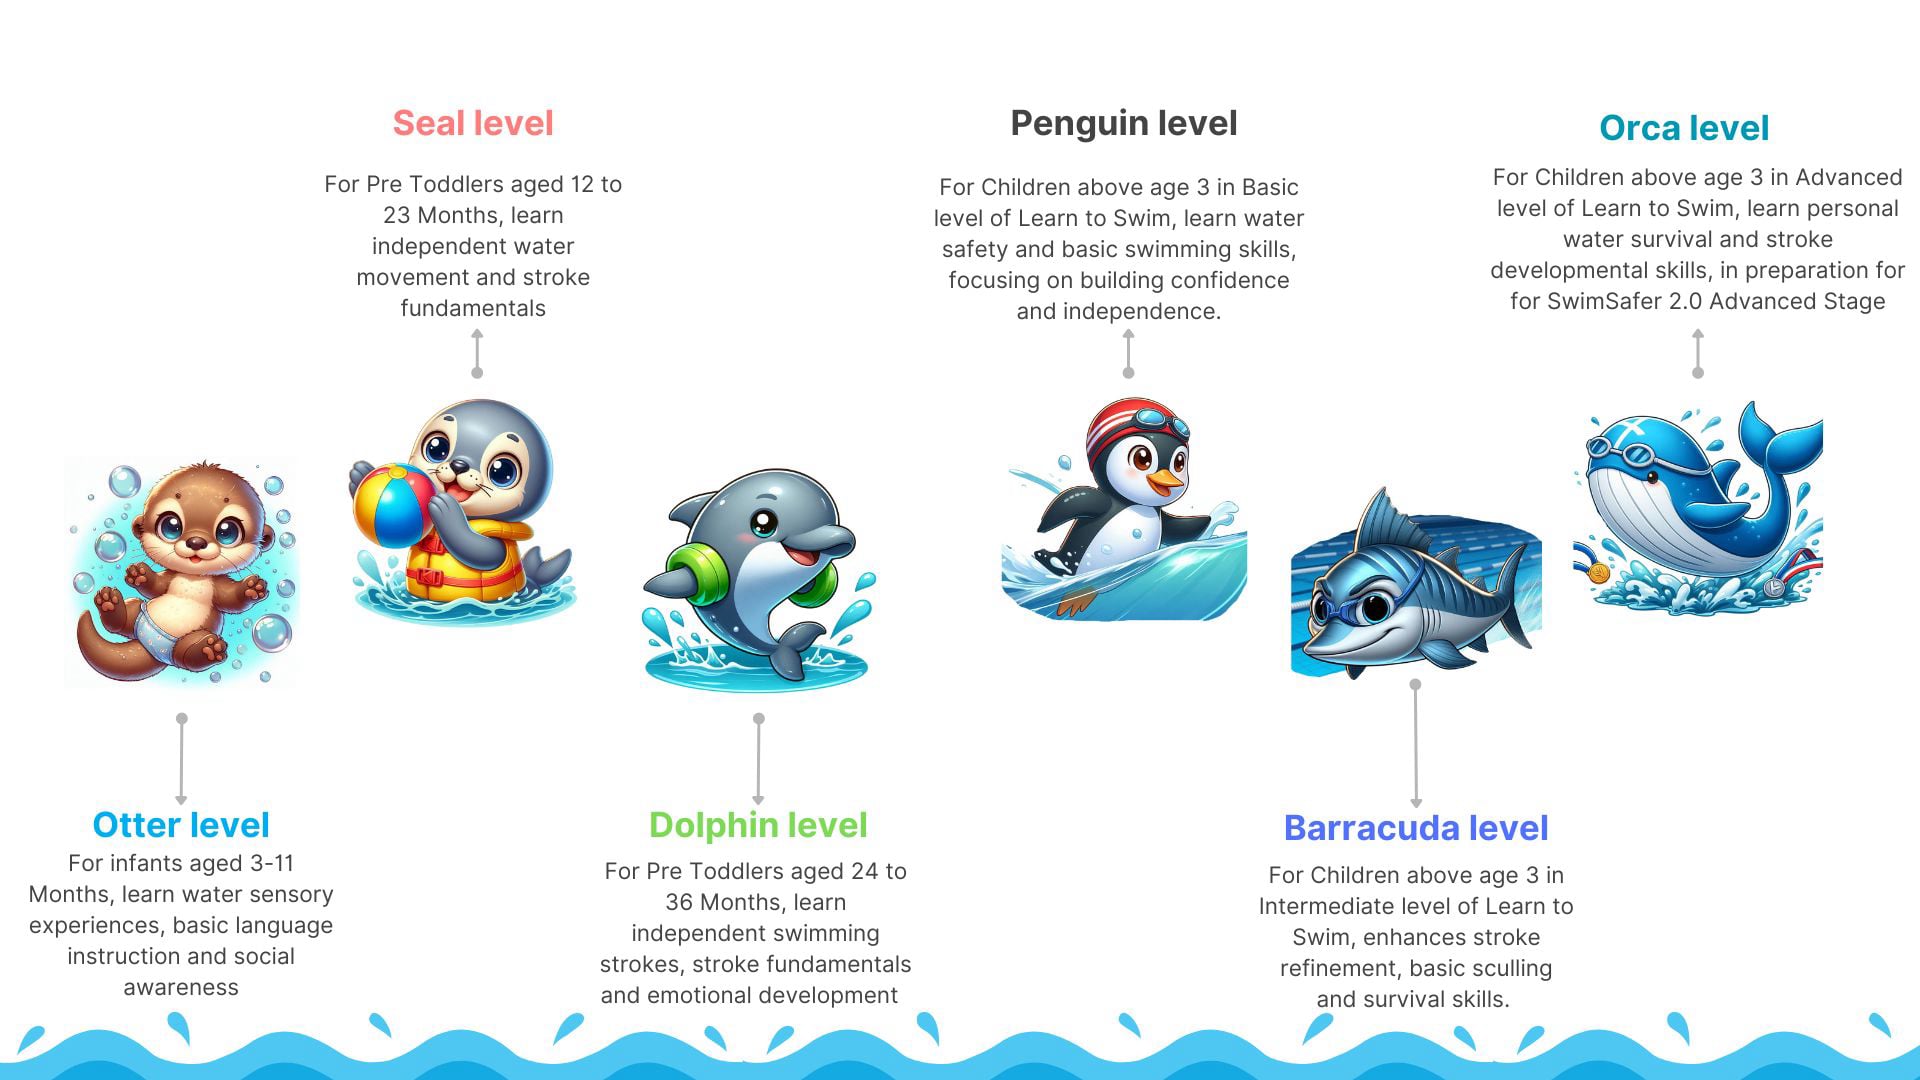 Seal level
For Pre Toddlers aged 12 to
23 Months, learn
independent water
movement and stroke
fundamentals
Penguin level
For Children above age 3 in Basic
level of Learn to Swim, learn water
safety and basic swimming skills,
focusing on building confidence
and independence.
Orca level
For Children above age 3 in Advanced
level of Learn to Swim, learn personal
water survival and stroke
developmental skills, in preparation for
for SwimSafer 2.0 Advanced Stage
Otter level
For infants aged 3-11
Months, learn water sensory
experiences, basic language
instruction and social
awareness
Dolphin level
For Pre Toddlers aged 24 to
36 Months, learn
independent swimming
strokes, stroke fundamentals
and emotional development
Barracuda level
For Children above age 3 in
Intermediate level of Learn to
Swim, enhances stroke
refinement, basic sculling
and survival skills.